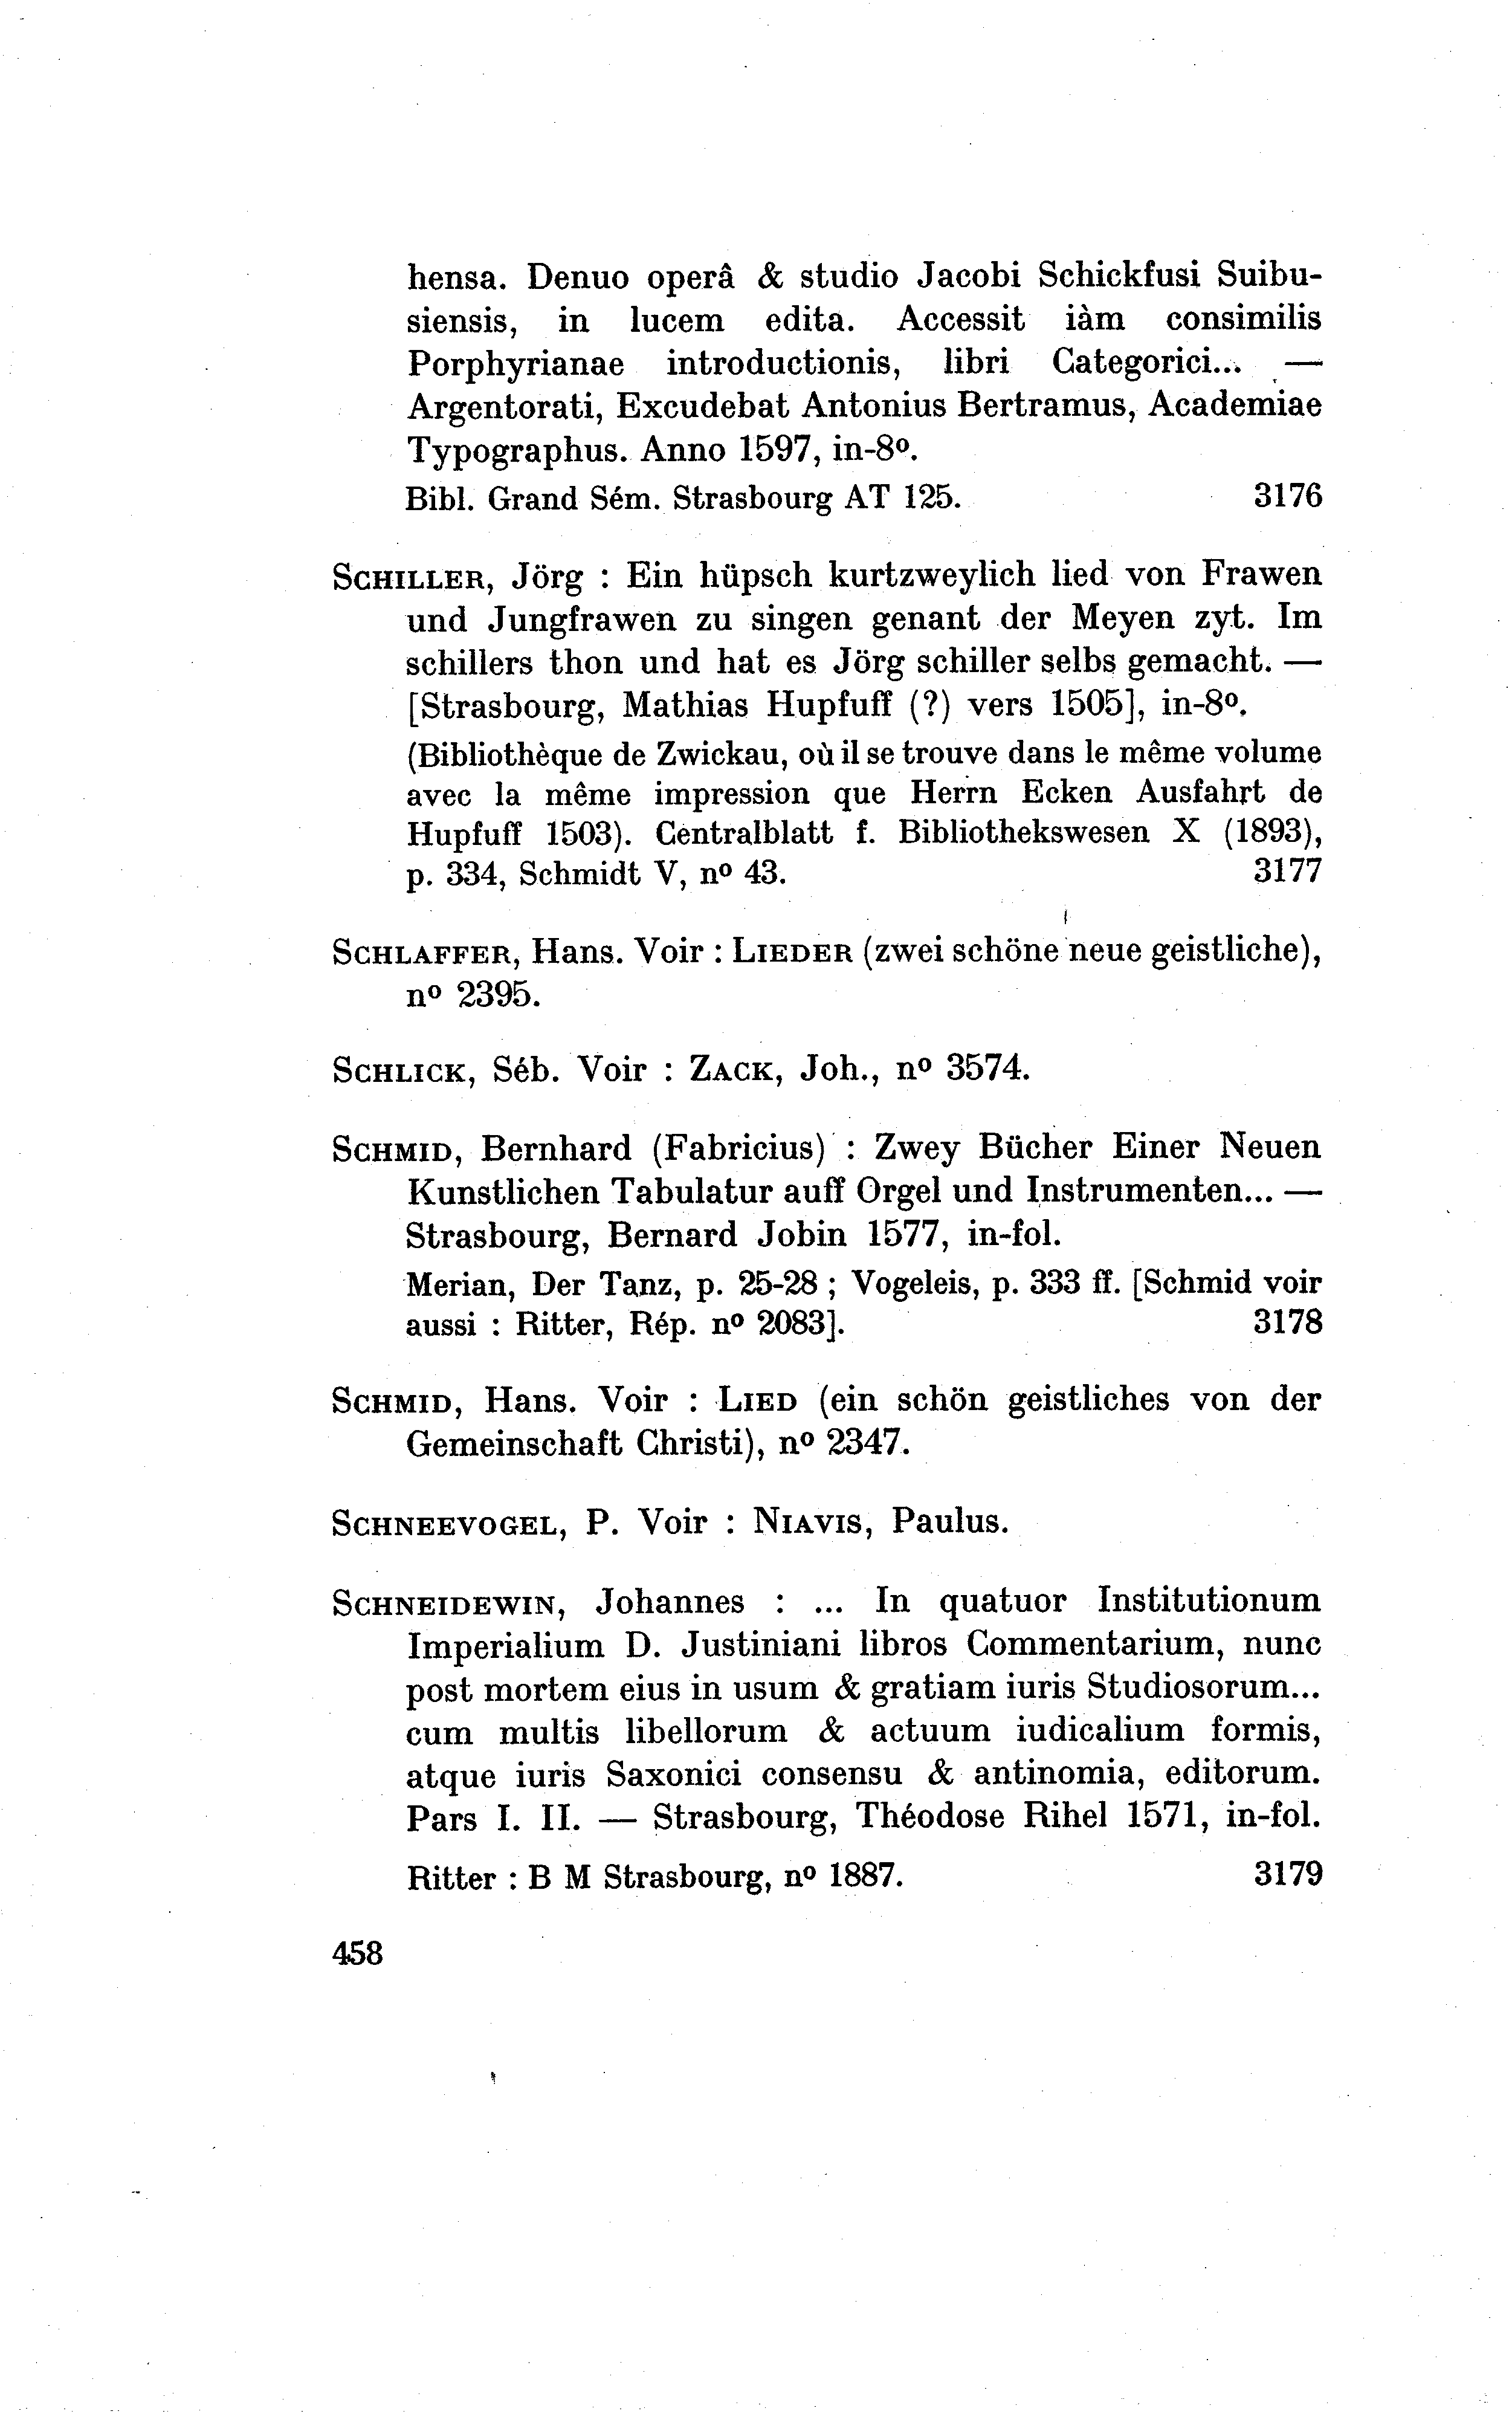 hensa. Denuo operâ & studio Jacobi Schickfusi Suibu-
siensis, in lucem edita. Accessit iàm consimilis
Porphyrianae introductionis, libri Categorici... —
Argentorati, Excudebat Antonius Bertramus, Academiae
Typographus. Anno 1597, in-8º.
Bibl. Grand Sém. Strasbourg AT 125. 3176
SCHILLER, Jörg : Ein hüpsch kurtzweylich lied von Frawen
und Jungfrawen zu singen genant der Meyen zyt. Im
schillers thon und hat es Jörg schiller selbs gemacht. —
[Strasbourg, Mathias Hupfuff (?) vers 1505], in-8º.
(Bibliothèque de Zwickau, où il se trouve dans le même volume
avec la même impression que Herrn Ecken Ausfahrt de
Hupfuff 1503). Centralblatt f. Bibliothekswesen X (1893),
p. 334, Schmidt V, nº 43. 3177
SCHLAFFER, Hans. Voir : LIEDER (zwei schöne neue geistliche),
nº 2395.
SCHLICK, Séb. Voir : ZACK, Joh., nº 3574.
SCHMID, Bernhard (Fabricius) : Zwey Bücher Einer Neuen
Kunstlichen Tabulatur auff Orgel und Instrumenten... —
Strasbourg, Bernard Jobin 1577, in-fol.
Merian, Der Tanz, p. 25-28 ; Vogeleis, p. 333 ff. [Schmid voir
aussi : Ritter, Rép. nº 2083]. 3178
SCHMID, Hans. Voir : LIED (ein schön geistliches von der
Gemeinschaft Christi), nº 2347.
SCHNEEVOGEL, P. Voir : NIAVIS, Paulus.
SCHNEIDEWIN, Johannes : ... In quatuor Institutionum
Imperialium D. Justiniani libros Commentarium, nunc
post mortem eius in usum & gratiam iuris Studiosorum...
cum multis libellorum & actuum iudicalium formis,
atque iuris Saxonici consensu & antinomia, editorum.
Pars I. II. — Strasbourg, Théodose Rihel 1571, in-fol.
Ritter : B M Strasbourg, nº 1887. 3179
458